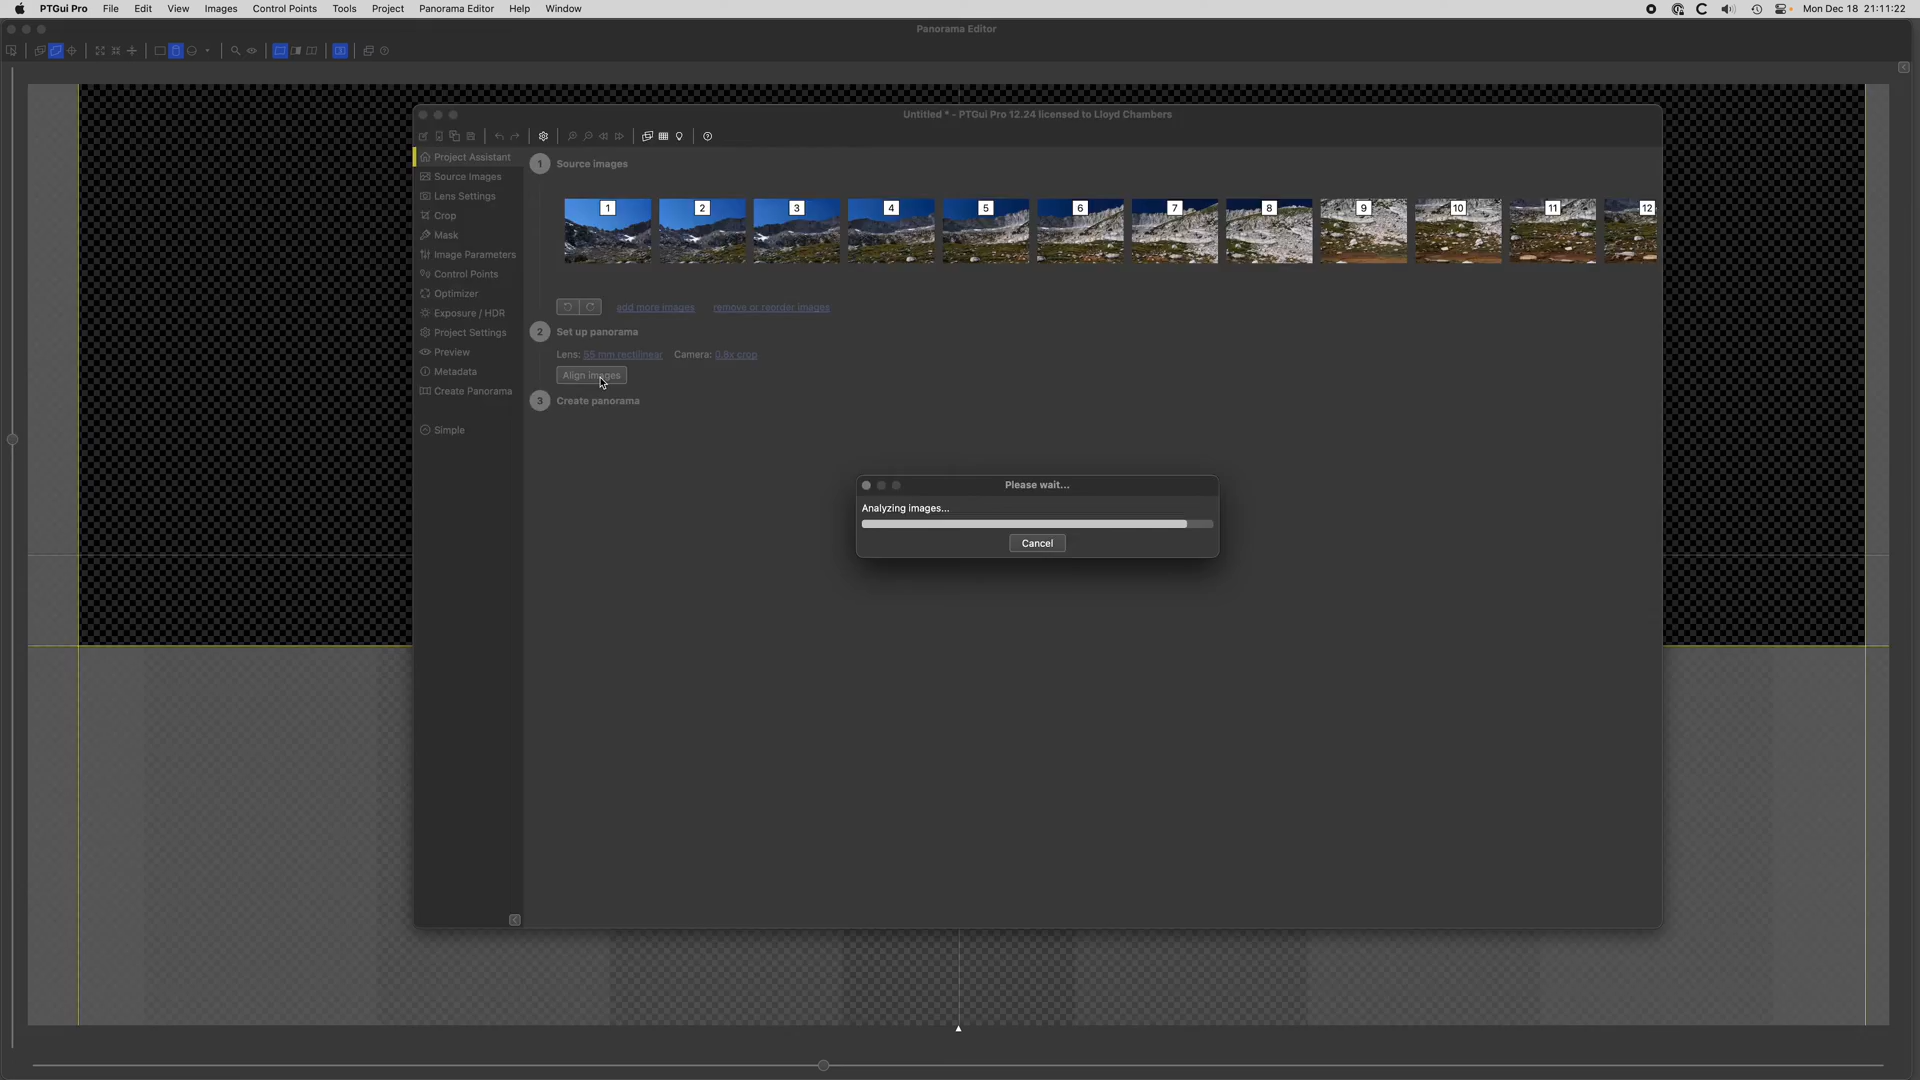 PTGui Pro File Edit View Images Control Points Tools Project Panorama Editor Help Window Mon Dec 18 21:11:22
Panorama Editor
Untitled * - PTGui Pro 12.24 licensed to Lloyd Chambers
Project Assistant
Source Images
Lens Settings
Crop
Mask
Image Parameters
Control Points
Optimizer
Exposure / HDR
Project Settings
Preview
Metadata
Create Panorama
Simple
1 Source images
1 2 3 4 5 6 7 8 9 10 11 12
add more images remove or reorder images
2 Set up panorama
Lens: 55 mm rectilinear Camera: 0.8x crop
Align images
3 Create panorama
Please wait...
Analyzing images...
Cancel